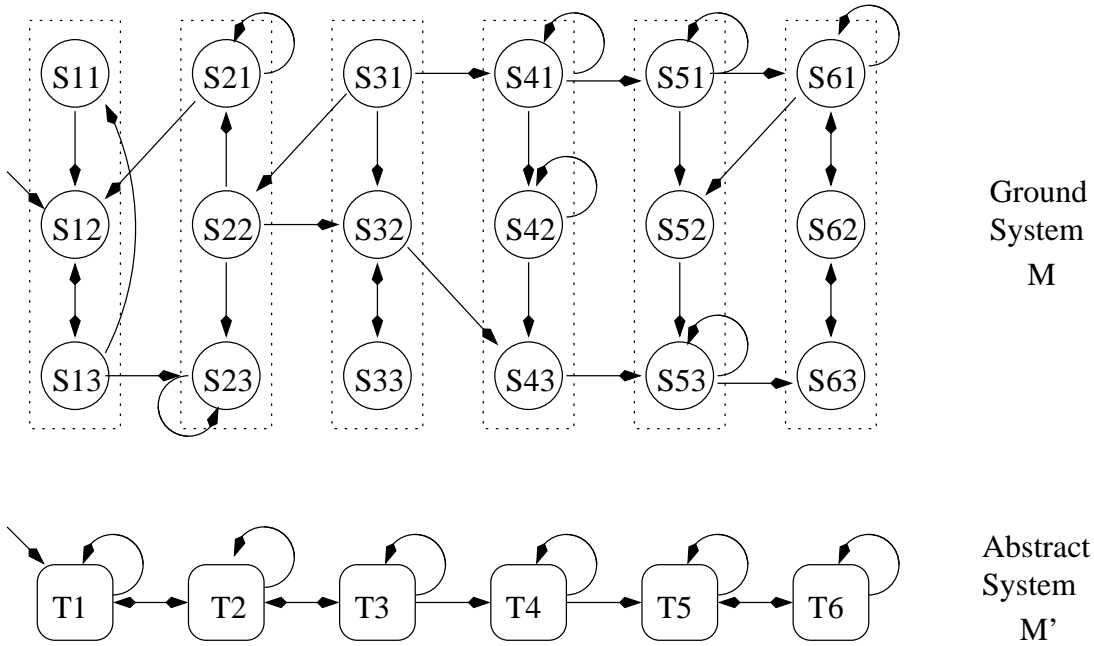 S11 S21 S31 S41 S51 S61
S12 S22 S32 S42 S52 S62
S13 S23 S33 S43 S53 S63
Ground
System
M
T1 T2 T3 T4 T5 T6
Abstract
System
M’